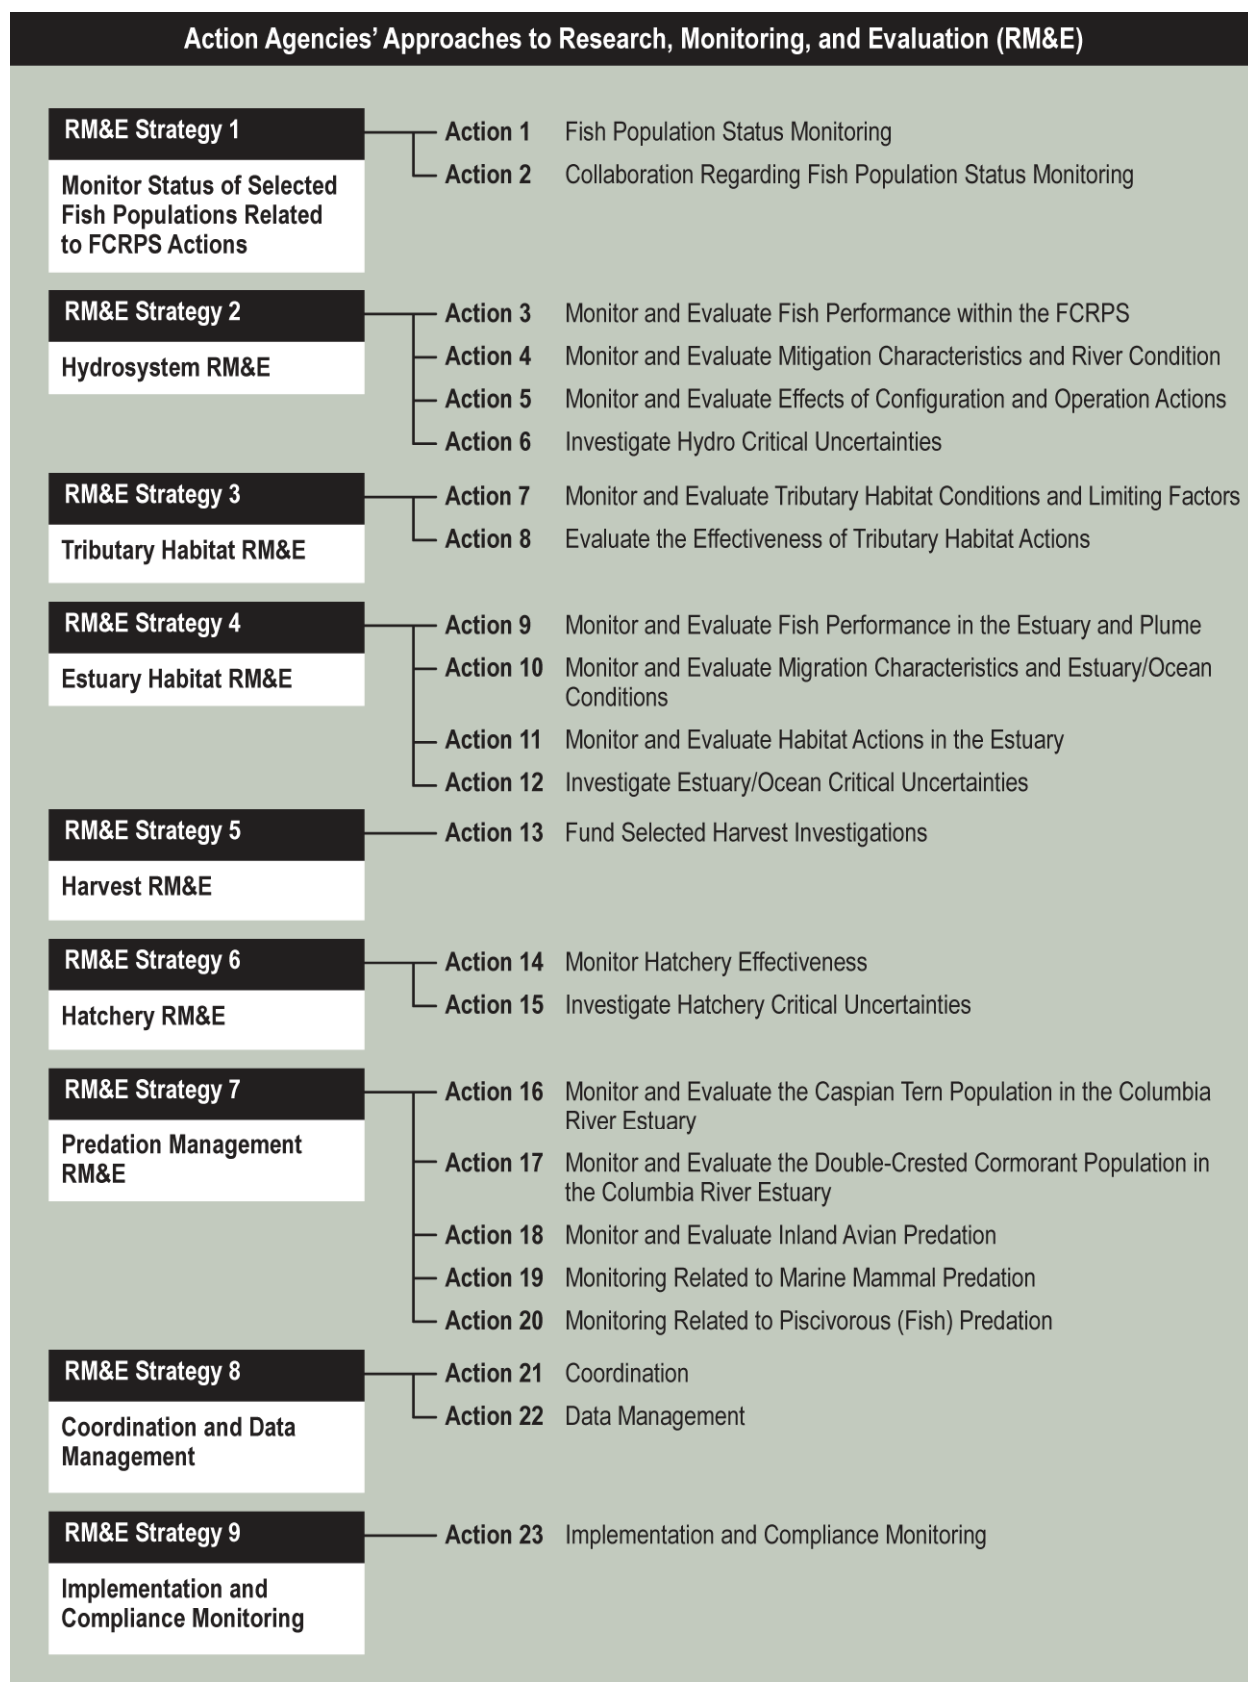 Action Agencies' Approaches to Research, Monitoring, and Evaluation (RM&E)
RM&E Strategy 1
Monitor Status of Selected
Fish Populations Related
to FCRPS Actions
Action 1 Fish Population Status Monitoring
Action 2 Collaboration Regarding Fish Population Status Monitoring
RM&E Strategy 2
Hydrosystem RM&E
Action 3 Monitor and Evaluate Fish Performance within the FCRPS
Action 4 Monitor and Evaluate Mitigation Characteristics and River Condition
Action 5 Monitor and Evaluate Effects of Configuration and Operation Actions
Action 6 Investigate Hydro Critical Uncertainties
RM&E Strategy 3
Tributary Habitat RM&E
Action 7 Monitor and Evaluate Tributary Habitat Conditions and Limiting Factors
Action 8 Evaluate the Effectiveness of Tributary Habitat Actions
RM&E Strategy 4
Estuary Habitat RM&E
Action 9 Monitor and Evaluate Fish Performance in the Estuary and Plume
Action 10 Monitor and Evaluate Migration Characteristics and Estuary/Ocean
Conditions
Action 11 Monitor and Evaluate Habitat Actions in the Estuary
Action 12 Investigate Estuary/Ocean Critical Uncertainties
RM&E Strategy 5
Harvest RM&E
Action 13 Fund Selected Harvest Investigations
RM&E Strategy 6
Hatchery RM&E
Action 14 Monitor Hatchery Effectiveness
Action 15 Investigate Hatchery Critical Uncertainties
RM&E Strategy 7
Predation Management
RM&E
Action 16 Monitor and Evaluate the Caspian Tern Population in the Columbia
River Estuary
Action 17 Monitor and Evaluate the Double-Crested Cormorant Population in
the Columbia River Estuary
Action 18 Monitor and Evaluate Inland Avian Predation
Action 19 Monitoring Related to Marine Mammal Predation
Action 20 Monitoring Related to Piscivorous (Fish) Predation
RM&E Strategy 8
Coordination and Data
Management
Action 21 Coordination
Action 22 Data Management
RM&E Strategy 9
Implementation and
Compliance Monitoring
Action 23 Implementation and Compliance Monitoring